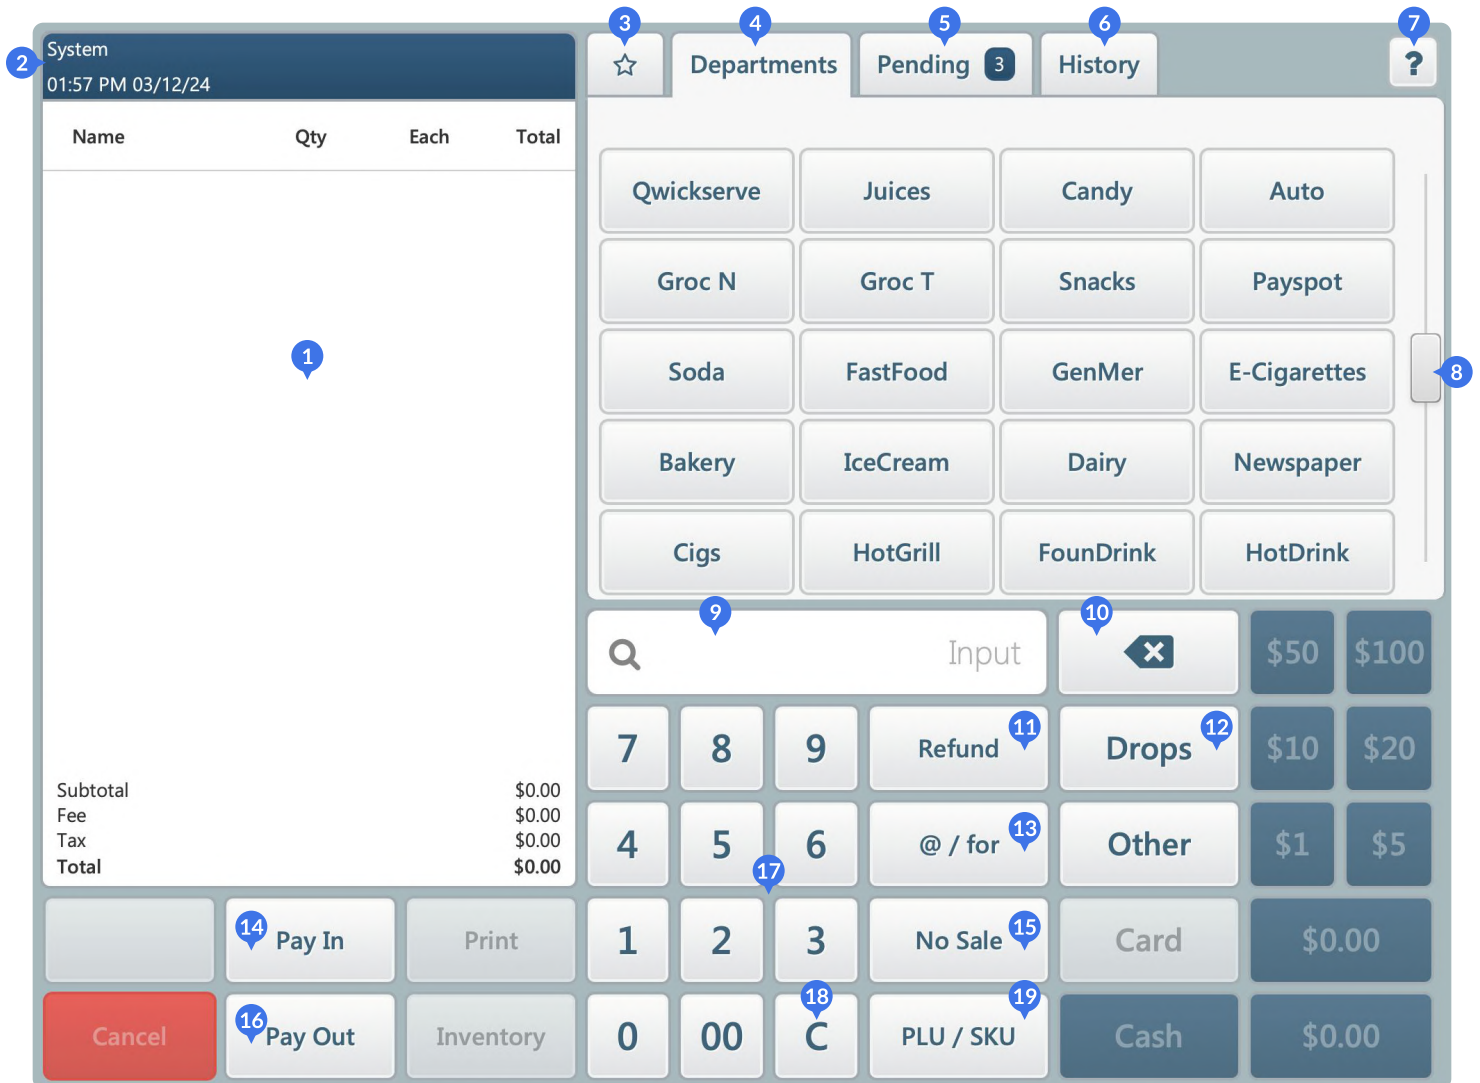 3 4 5 6 7
2 System
01:57 PM 03/12/24
☆ Departments Pending 3 History ?
Name Qty Each Total
1
Qwickserve Juices Candy Auto
Groc N Groc T Snacks Payspot
Soda FastFood GenMer E-Cigarettes
8
Bakery IceCream Dairy Newspaper
Cigs HotGrill FounDrink HotDrink
9 10
Input $50 $100
7 8 9 Refund 11 Drops 12 $10 $20
Subtotal $0.00
Fee $0.00
Tax $0.00
Total $0.00
4 5 6 @ / for 13 Other $1 $5
17
14 Pay In Print
1 2 3 No Sale 15 Card $0.00
Cancel 16 Pay Out Inventory
0 00 18 C PLU / SKU 19 Cash $0.00